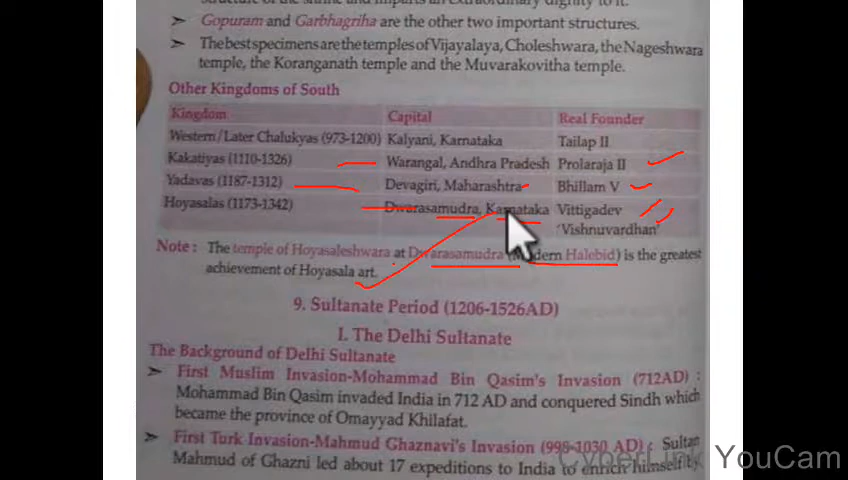 structure of the shrine and imparts an extraordinary dignity to it.
➤ Gopuram and Garbhagriha are the other two important structures.
➤ The best specimens are the temples of Vijayalaya, Choleshwara, the Nageshwara
temple, the Koranganath temple and the Muvarakovitha temple.
Other Kingdoms of South
Kingdom Capital Real Founder
Western/Later Chalukyas (973-1200) Kalyani, Karnataka Tailap II
Kakatiyas (1110-1326) Warangal, Andhra Pradesh Prolaraja II
Yadavas (1187-1312) Devagiri, Maharashtra Bhillam V
Hoyasalas (1173-1342) Dwarasamudra, Karnataka Vittigadev
'Vishnuvardhan'
Note : The temple of Hoyasaleshwara at Dwarasamudra (Modern Halebid) is the greatest
achievement of Hoyasala art.
9. Sultanate Period (1206-1526AD)
I. The Delhi Sultanate
The Background of Delhi Sultanate
➤ First Muslim Invasion-Mohammad Bin Qasim's Invasion (712AD) :
Mohammad Bin Qasim invaded India in 712 AD and conquered Sindh which
became the province of Omayyad Khilafat.
➤ First Turk Invasion-Mahmud Ghaznavi's Invasion (998-1030 AD) : Sultan
Mahmud of Ghazni led about 17 expeditions to India to enrich himself by
CyberLink YouCam